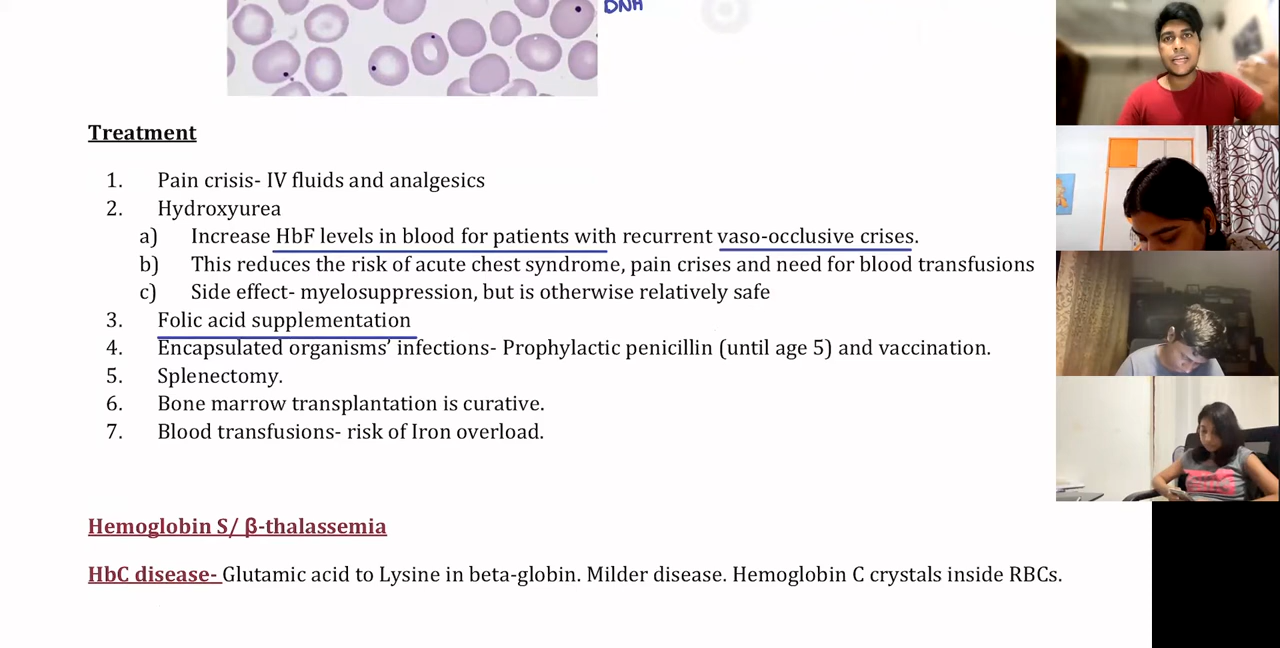 DNA
Treatment
1. Pain crisis- IV fluids and analgesics
2. Hydroxyurea
a) Increase HbF levels in blood for patients with recurrent vaso-occlusive crises.
b) This reduces the risk of acute chest syndrome, pain crises and need for blood transfusions
c) Side effect- myelosuppression, but is otherwise relatively safe
3. Folic acid supplementation
4. Encapsulated organisms’ infections- Prophylactic penicillin (until age 5) and vaccination.
5. Splenectomy.
6. Bone marrow transplantation is curative.
7. Blood transfusions- risk of Iron overload.
Hemoglobin S/ β-thalassemia
HbC disease- Glutamic acid to Lysine in beta-globin. Milder disease. Hemoglobin C crystals inside RBCs.